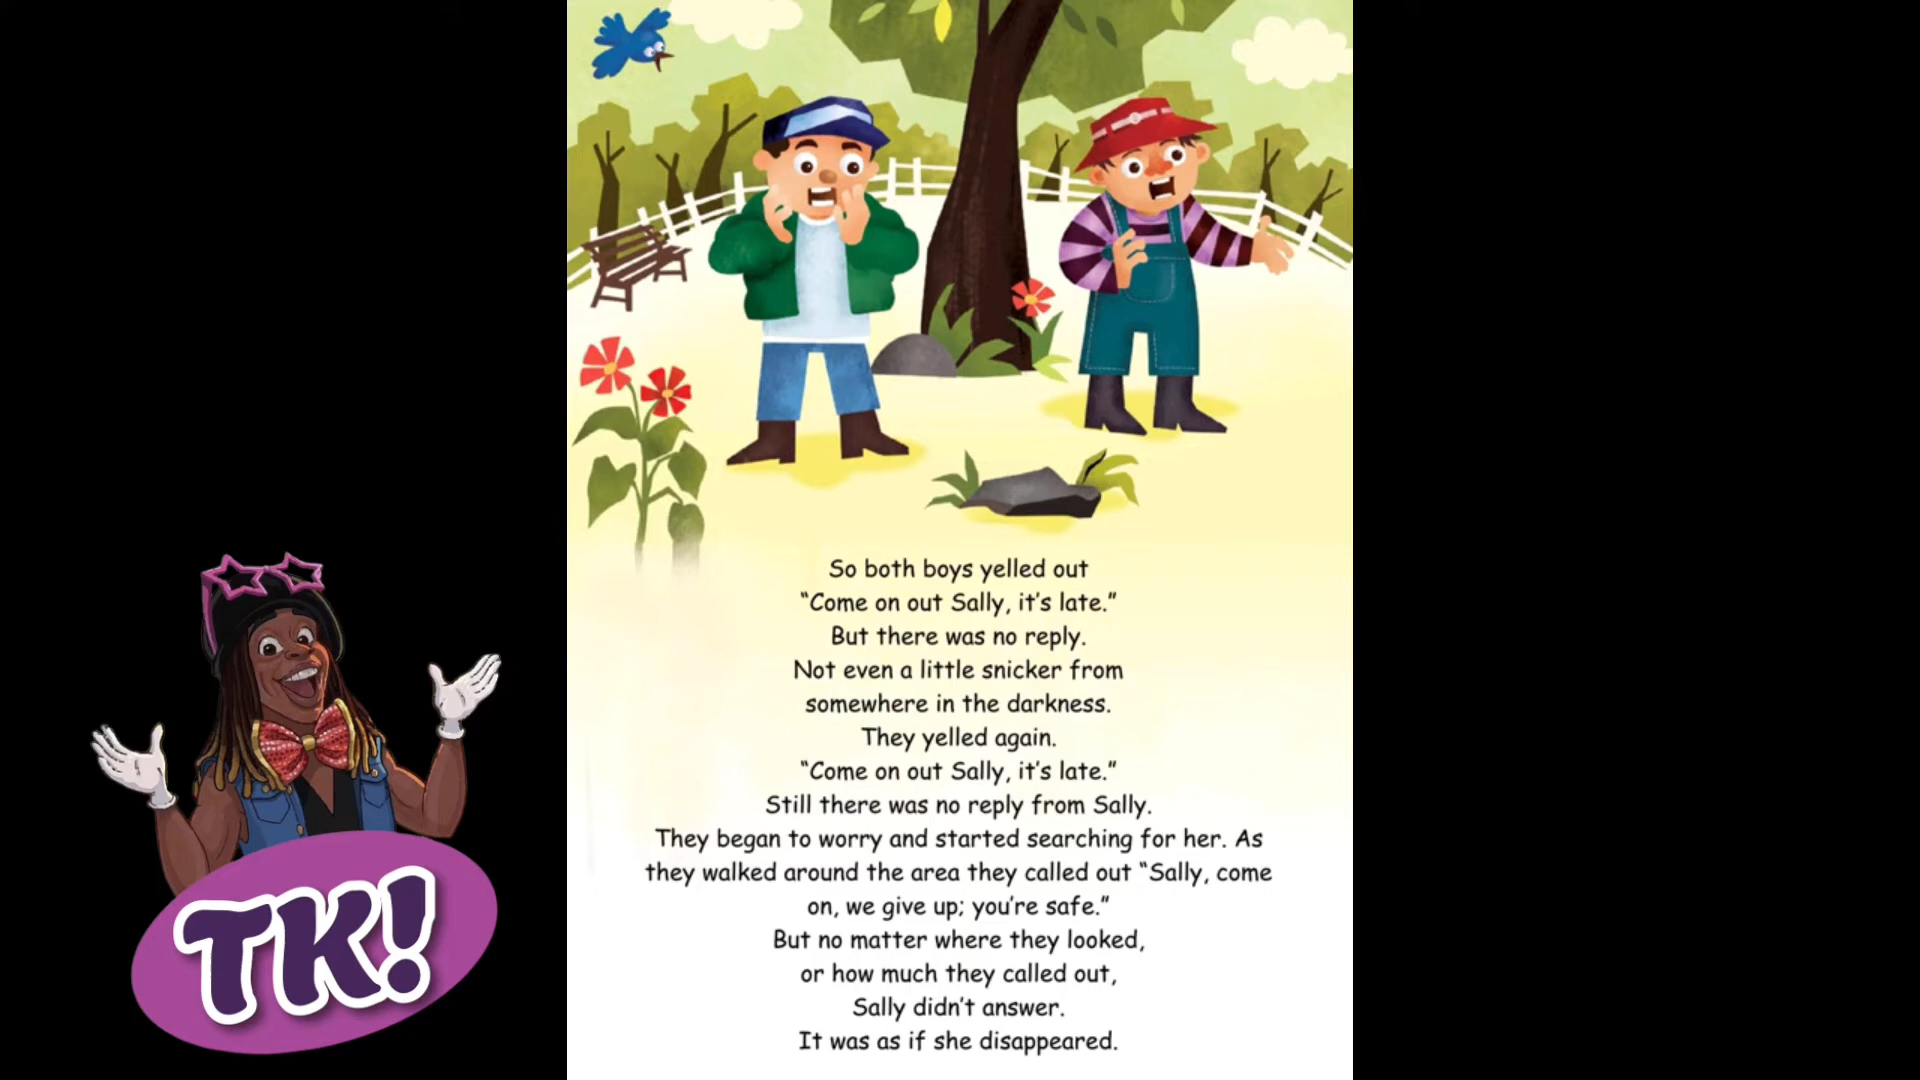 So both boys yelled out
“Come on out Sally, it’s late.”
But there was no reply.
Not even a little snicker from
somewhere in the darkness.
They yelled again.
“Come on out Sally, it’s late.”
Still there was no reply from Sally.
They began to worry and started searching for her. As
they walked around the area they called out “Sally, come
on, we give up; you’re safe.”
But no matter where they looked,
or how much they called out,
Sally didn’t answer.
It was as if she disappeared.
TK!